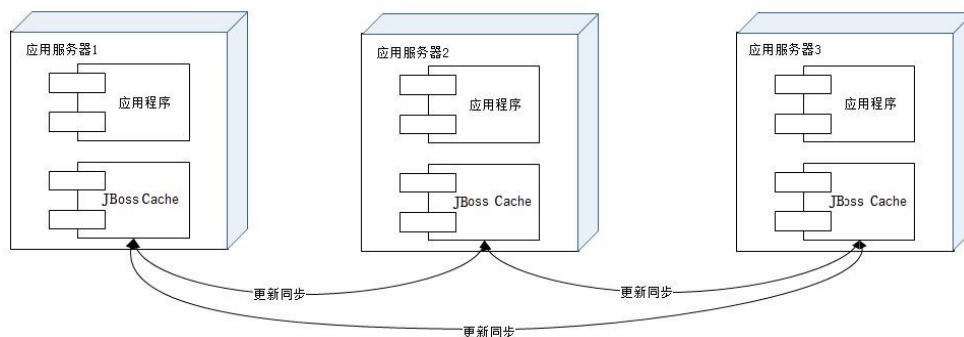 应用服务器1
应用服务器2
应用服务器3
应用程序
应用程序
应用程序
JBoss Cache
JBoss Cache
JBoss Cache
更新同步
更新同步
更新同步